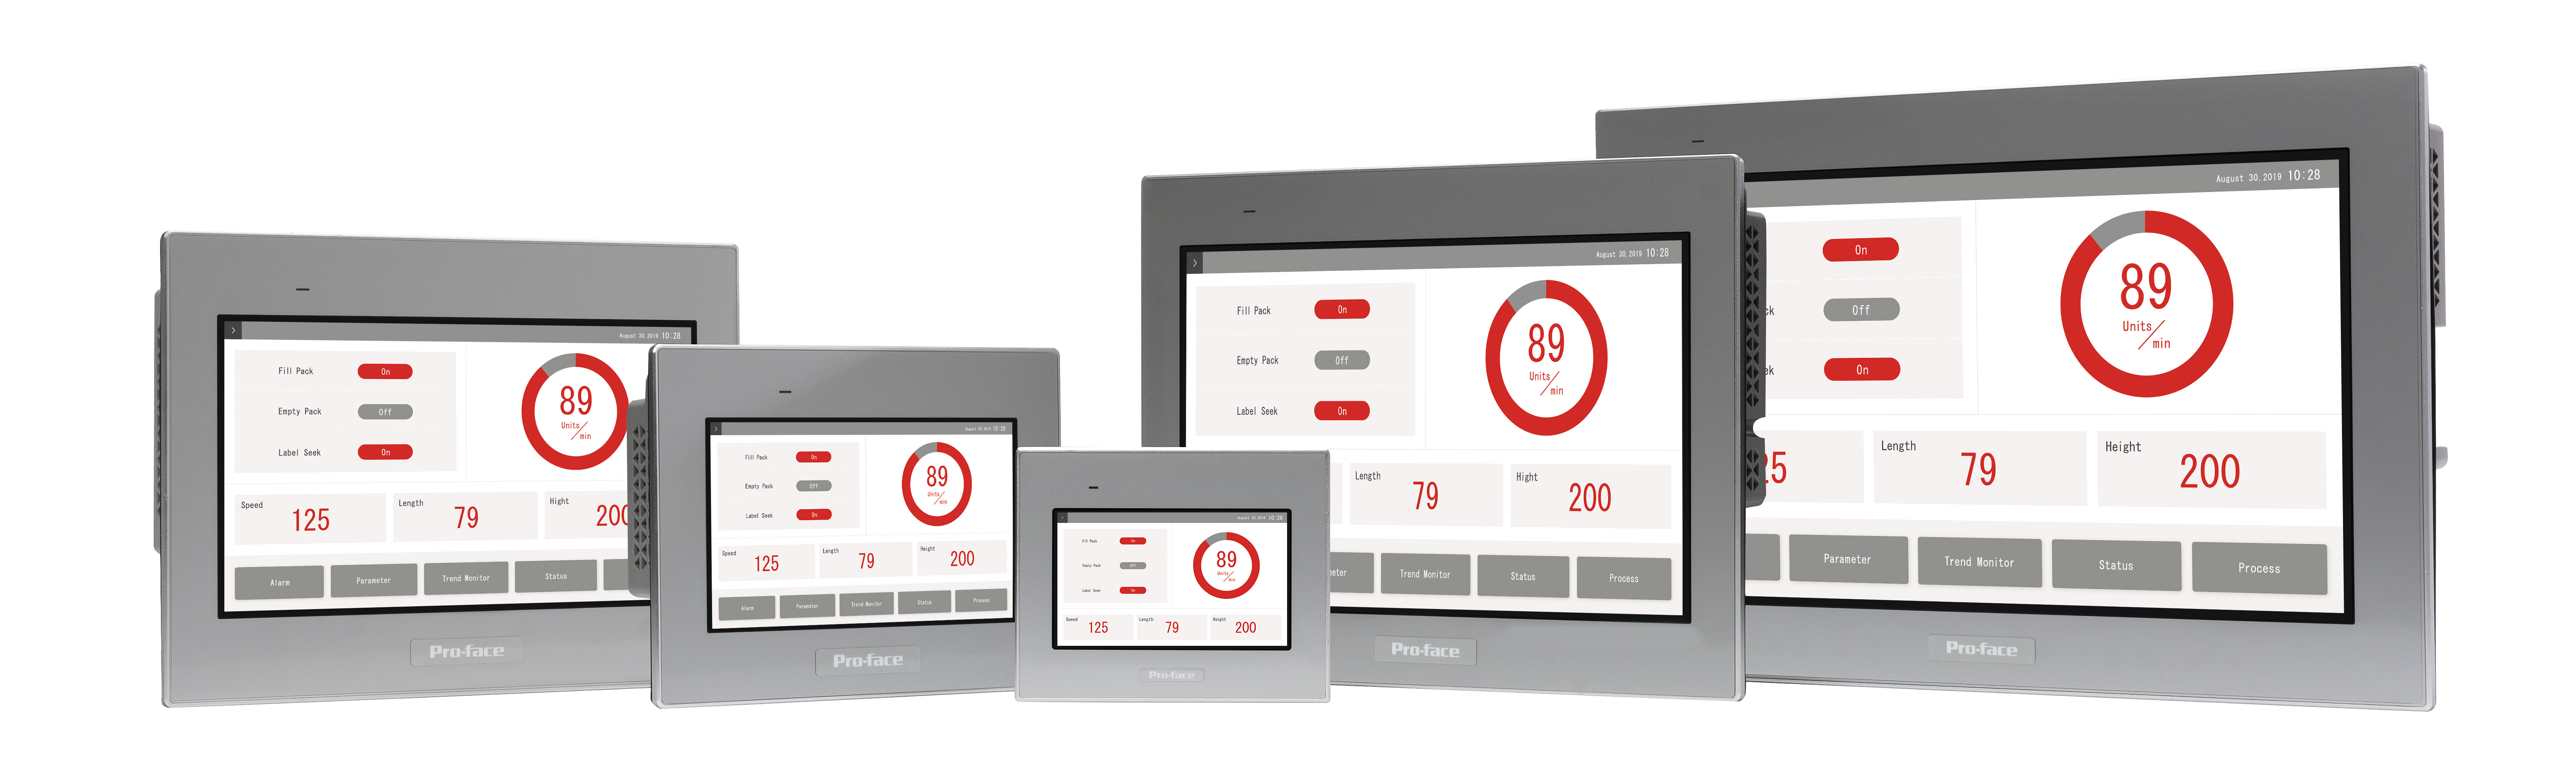 August 30,2019 10:28
Fill Pack On
Empty Pack Off
Label Seek On
89
Units/min
Speed 125
Length 79
Hight 200
Alarm Parameter Trend Monitor Status
Pro-face
August 30,2019 10:28
Fill Pack On
Empty Pack Off
Label Seek On
89
Units/min
Speed 125
Length 79
Height 200
Alarm Parameter Trend Monitor Status Process
Pro-face
August 30,2019 10:28
Fill Pack On
Empty Pack Off
Label Seek On
89
Units/min
Speed 125
Length 79
Height 200
Pro-face
August 30,2019 10:28
Fill Pack On
Empty Pack Off
Label Seek On
89
Units/min
Length 79
Hight 200
meter Trend Monitor Status Process
Pro-face
August 30,2019 10:28
On
ck Off
ek On
89
Units/min
25
Length 79
Height 200
Parameter Trend Monitor Status Process
Pro-face